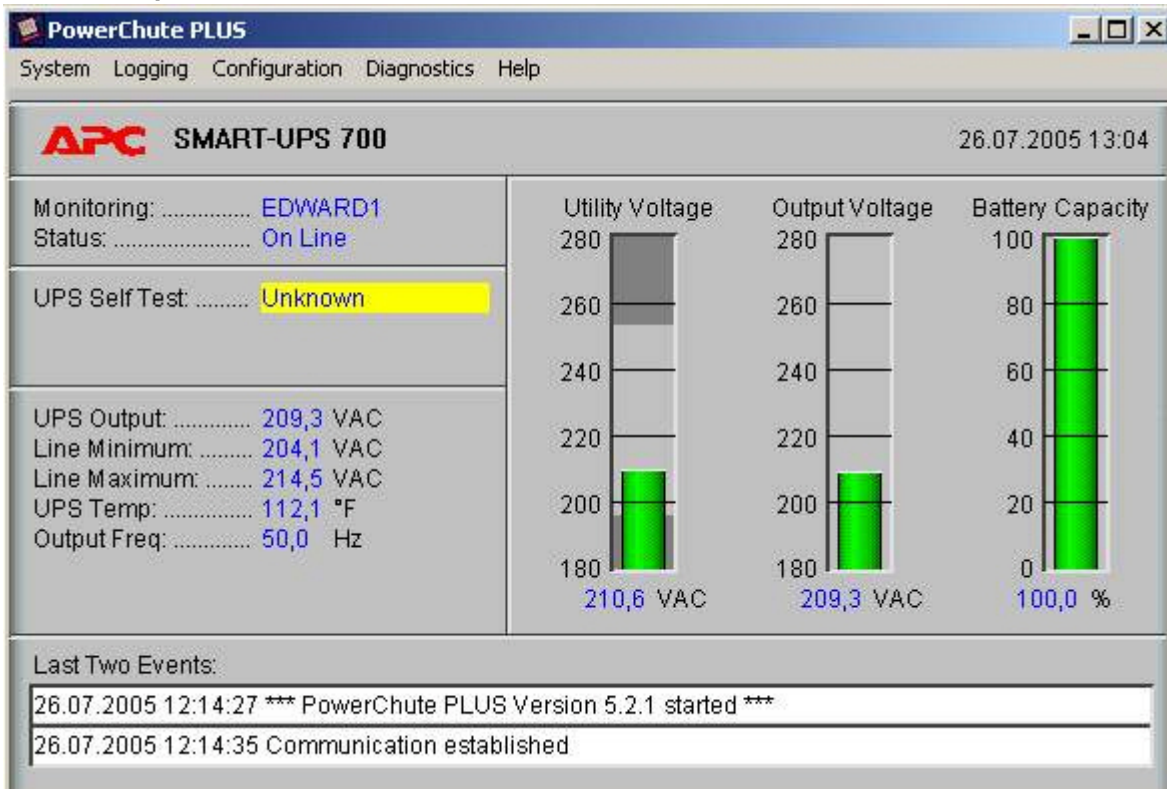 PowerChute PLUS
System Logging Configuration Diagnostics Help
APC SMART-UPS 700 26.07.2005 13:04
Monitoring: .............. EDWARD1
Status: ...................... On Line
UPS Self Test: ......... Unknown
UPS Output: ............. 209,3 VAC
Line Minimum: ......... 204,1 VAC
Line Maximum: ........ 214,5 VAC
UPS Temp: ............... 112,1 °F
Output Freq: ............. 50,0 Hz
Utility Voltage
280
260
240
220
200
180
210,6 VAC
Output Voltage
280
260
240
220
200
180
209,3 VAC
Battery Capacity
100
80
60
40
20
0
100,0 %
Last Two Events:
26.07.2005 12:14:27 *** PowerChute PLUS Version 5.2.1 started ***
26.07.2005 12:14:35 Communication established